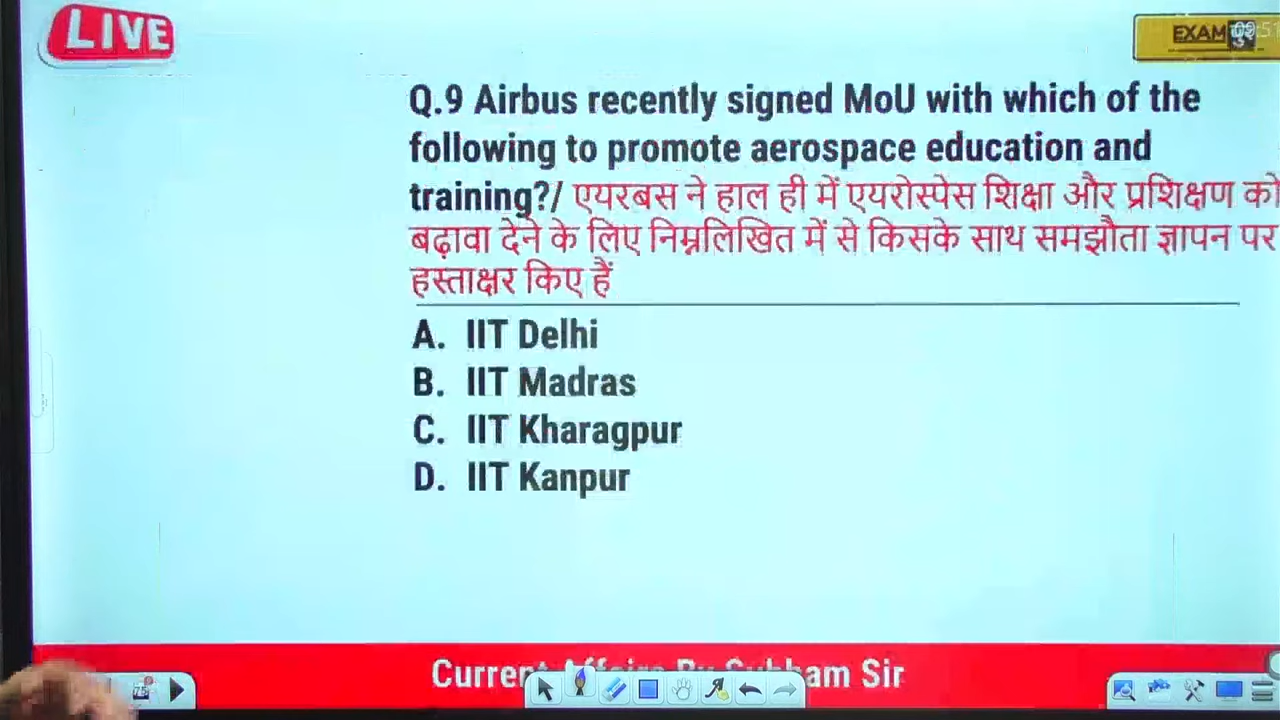 LIVE
EXAM
Q.9 Airbus recently signed MoU with which of the
following to promote aerospace education and
training?/ एयरबस ने हाल ही में एयरोस्पेस शिक्षा और प्रशिक्षण को
बढ़ावा देने के लिए निम्नलिखित में से किसके साथ समझौता ज्ञापन पर
हस्ताक्षर किए हैं
A. IIT Delhi
B. IIT Madras
C. IIT Kharagpur
D. IIT Kanpur
Current Affairs By Subham Sir